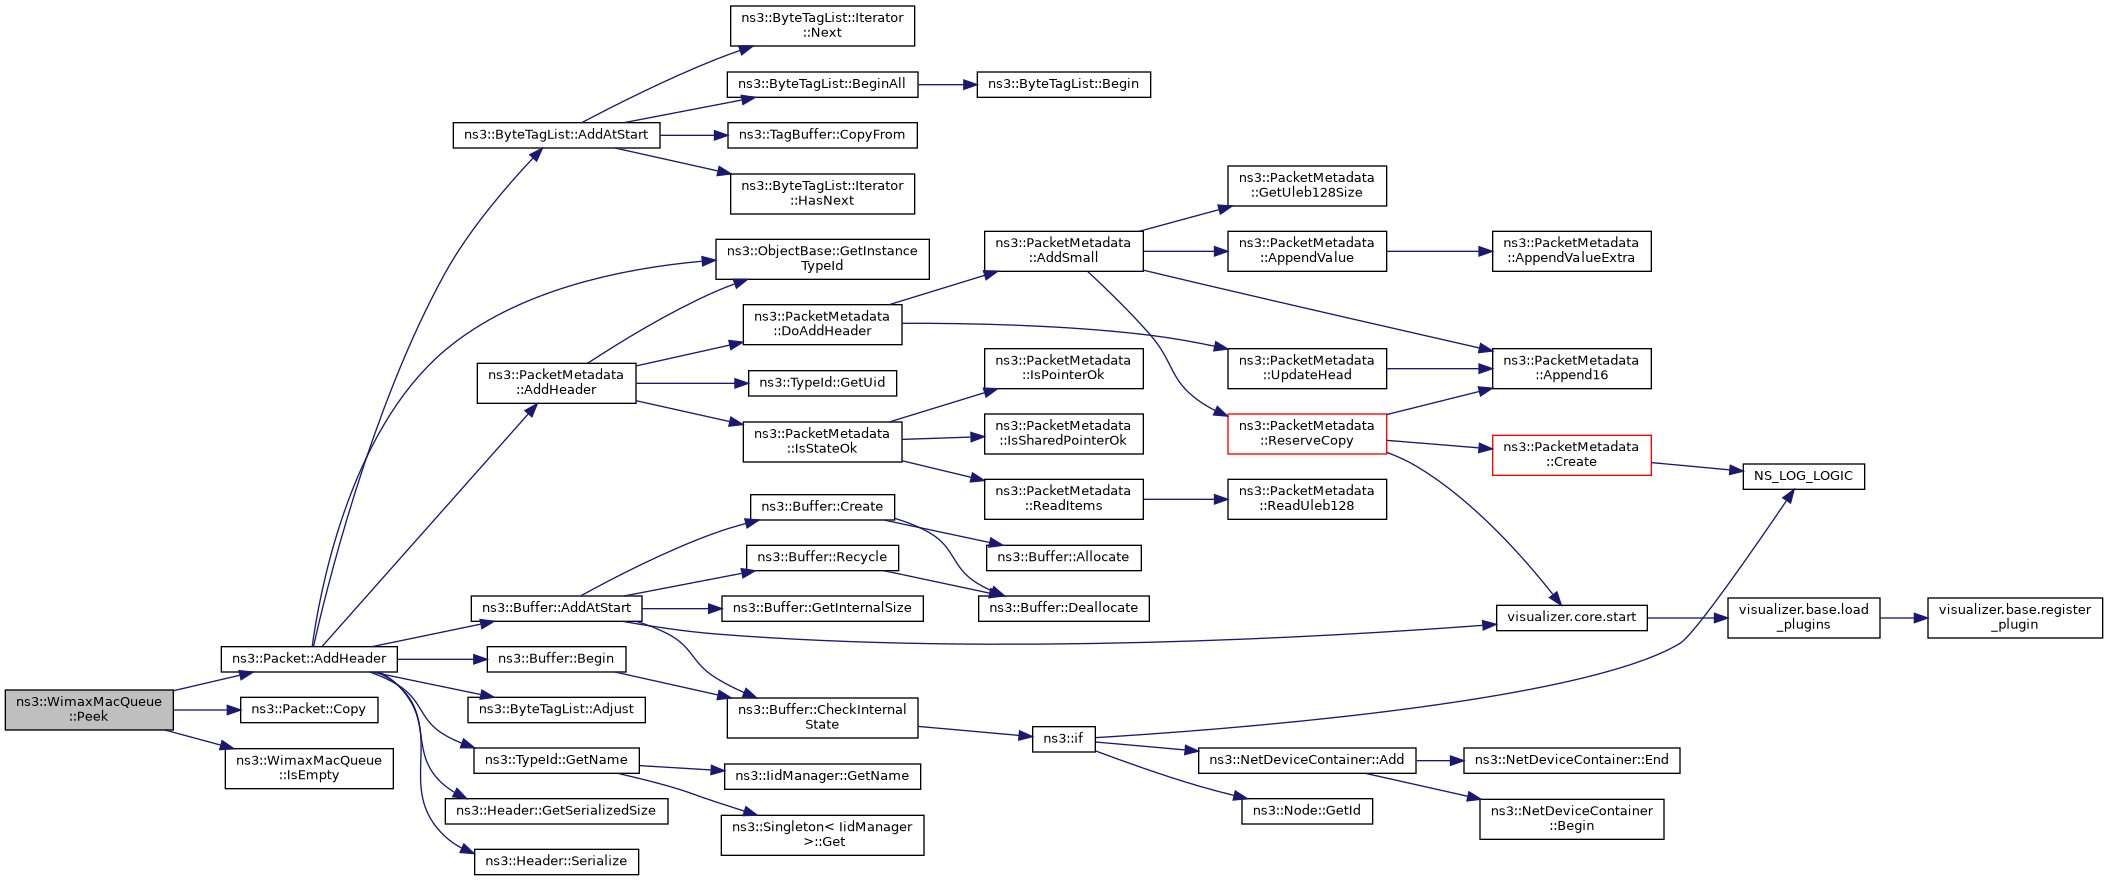 ns3::WimaxMacQueue
::Peek
ns3::Packet::AddHeader
ns3::Packet::Copy
ns3::WimaxMacQueue
::IsEmpty
ns3::ByteTagList::AddAtStart
ns3::PacketMetadata
::AddHeader
ns3::Buffer::AddAtStart
ns3::Buffer::Begin
ns3::ByteTagList::Adjust
ns3::TypeId::GetName
ns3::Header::GetSerializedSize
ns3::Header::Serialize
ns3::ByteTagList::Iterator
::Next
ns3::ByteTagList::BeginAll
ns3::TagBuffer::CopyFrom
ns3::ByteTagList::Iterator
::HasNext
ns3::ObjectBase::GetInstance
TypeId
ns3::PacketMetadata
::DoAddHeader
ns3::TypeId::GetUid
ns3::PacketMetadata
::IsStateOk
ns3::Buffer::Create
ns3::Buffer::Recycle
ns3::Buffer::GetInternalSize
ns3::Buffer::CheckInternal
State
ns3::IidManager::GetName
ns3::Singleton< IidManager
>::Get
ns3::ByteTagList::Begin
ns3::PacketMetadata
::AddSmall
ns3::PacketMetadata
::IsPointerOk
ns3::PacketMetadata
::IsSharedPointerOk
ns3::PacketMetadata
::ReadItems
ns3::Buffer::Allocate
ns3::Buffer::Deallocate
ns3::if
ns3::PacketMetadata
::GetUleb128Size
ns3::PacketMetadata
::AppendValue
ns3::PacketMetadata
::UpdateHead
ns3::PacketMetadata
::ReserveCopy
ns3::PacketMetadata
::ReadUleb128
ns3::NetDeviceContainer::Add
ns3::Node::GetId
ns3::PacketMetadata
::AppendValueExtra
ns3::PacketMetadata
::Append16
ns3::PacketMetadata
::Create
visualizer.core.start
ns3::NetDeviceContainer::End
ns3::NetDeviceContainer
::Begin
NS_LOG_LOGIC
visualizer.base.load
_plugins
visualizer.base.register
_plugin